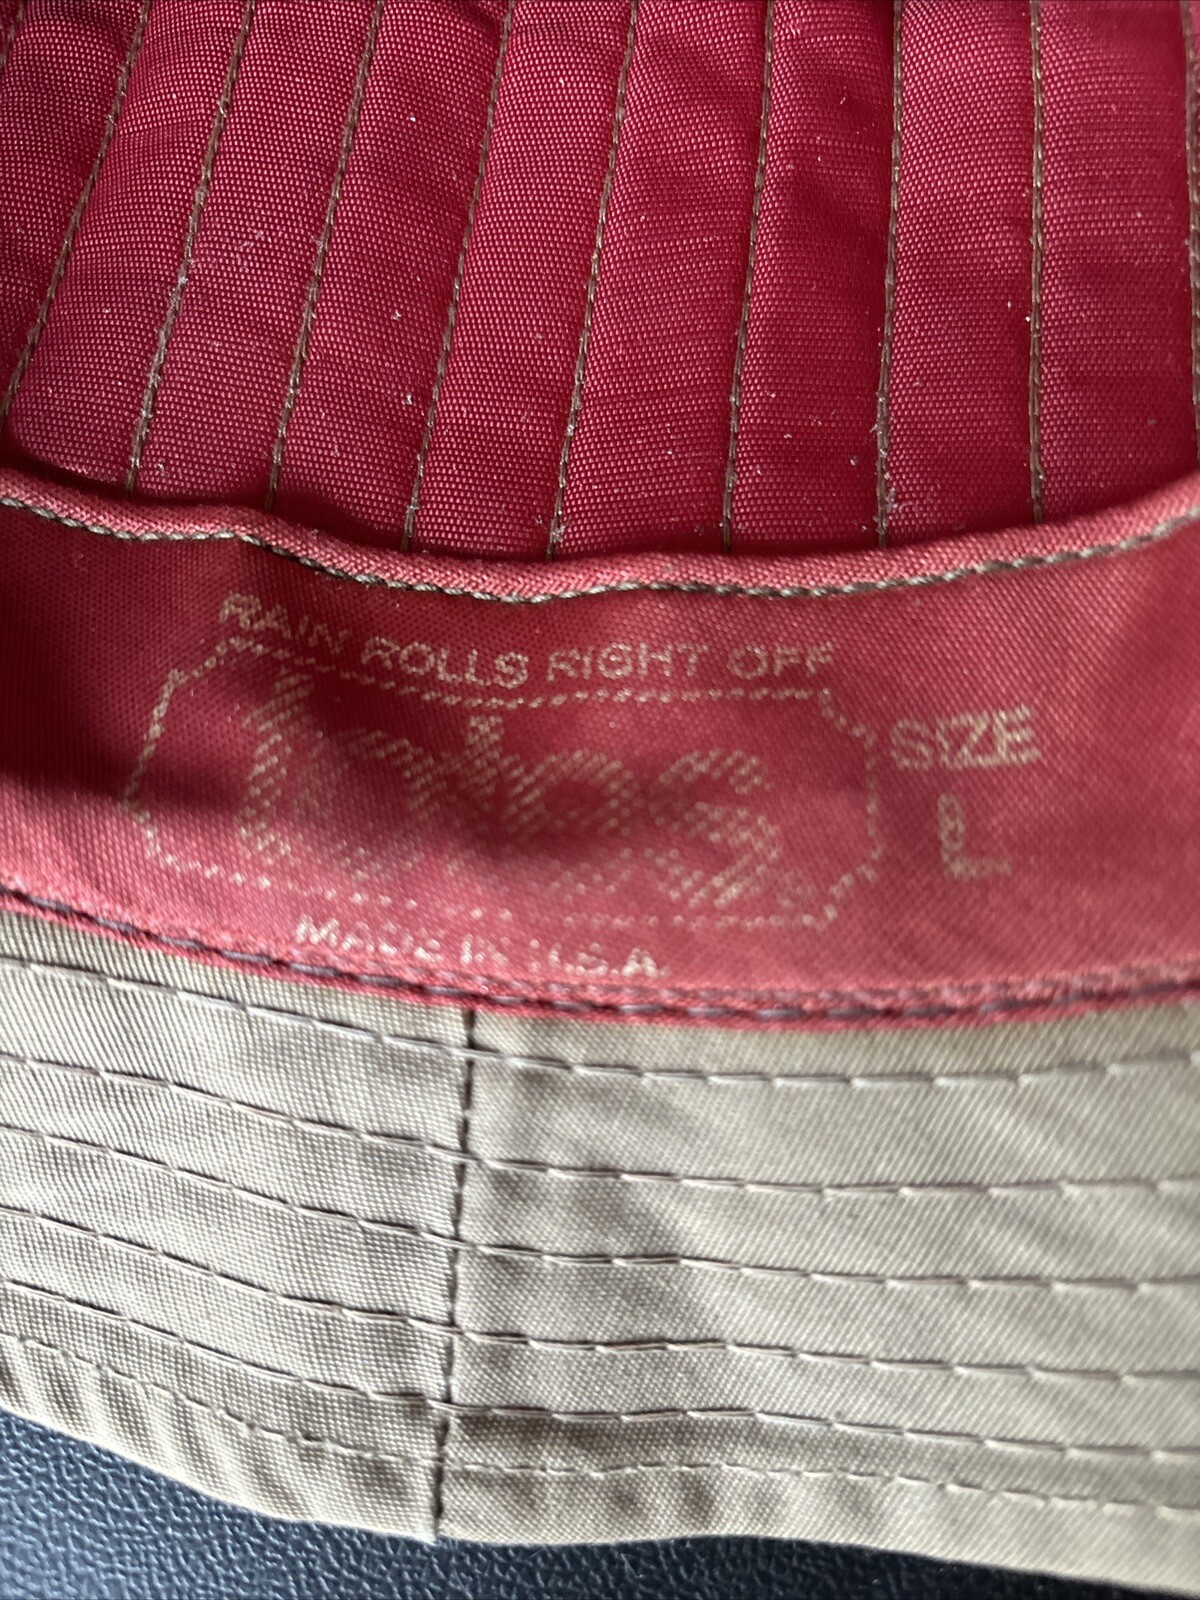 RAIN ROLLS RIGHT OFF
SIZE
L
MADE IN U.S.A.